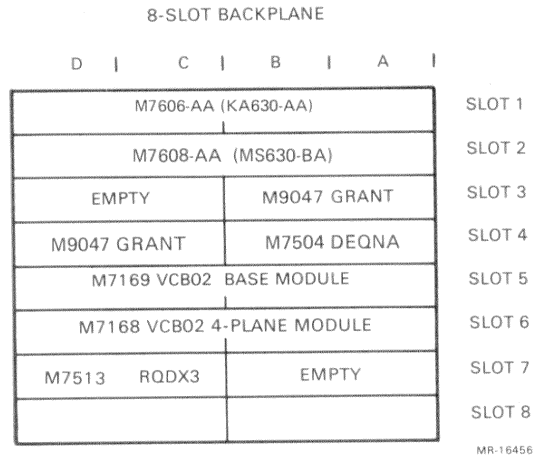 8-SLOT BACKPLANE
D | C | B | A |
M7606-AA (KA630-AA) SLOT 1
M7608-AA (MS630-BA) SLOT 2
EMPTY M9047 GRANT SLOT 3
M9047 GRANT M7504 DEQNA SLOT 4
M7169 VCB02 BASE MODULE SLOT 5
M7168 VCB02 4-PLANE MODULE SLOT 6
M7513 RQDX3 EMPTY SLOT 7
SLOT 8
MR-16456